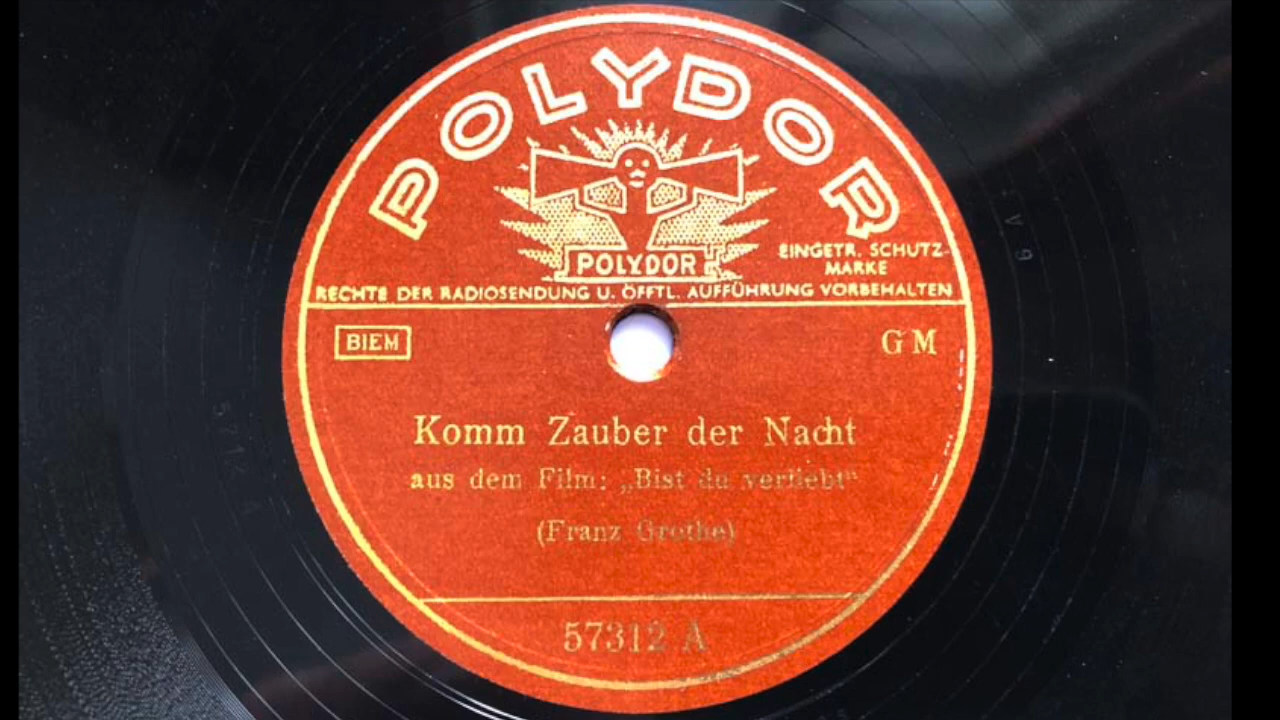 POLYDOR
POLYDOR
EINGETR. SCHUTZ-
MARKE
RECHTE DER RADIOSENDUNG U. ÖFFTL. AUFFÜHRUNG VORBEHALTEN
BIEM
GM
Komm Zauber der Nacht
aus dem Film: „Bist du verliebt“
(Franz Grothe)
57312 A